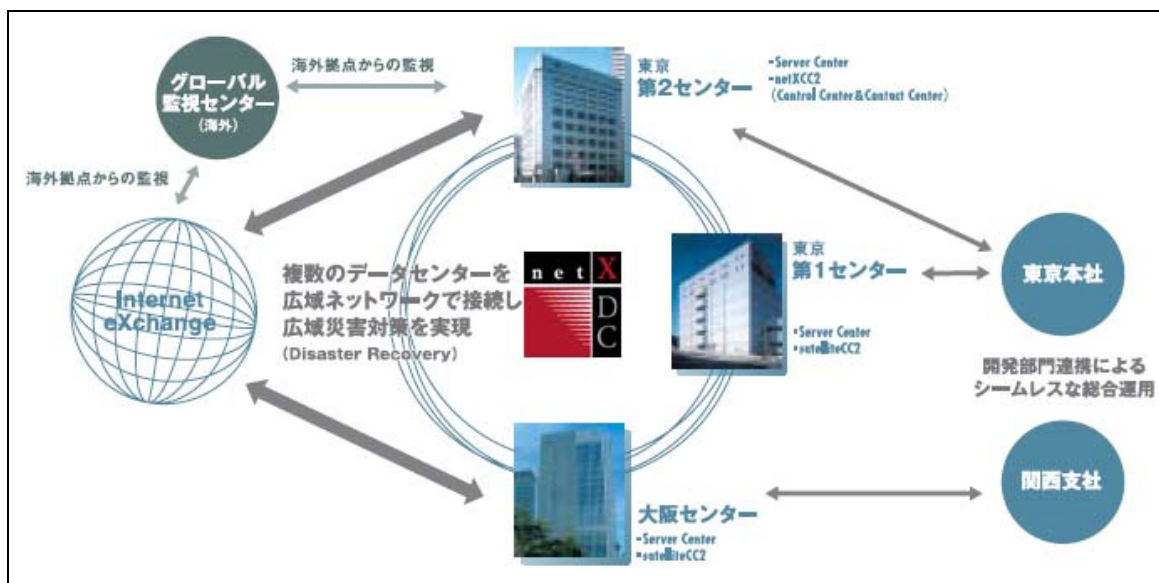 グローバル
監視センター
(海外)
海外拠点からの監視
海外拠点からの監視
Internet
eXchange
東京
第2センター
-Server Center
-netXCC2
(Control Center&Contact Center)
複数のデータセンターを
広域ネットワークで接続し
広域災害対策を実現
(Disaster Recovery)
net X
DC
東京
第1センター
-Server Center
-satelliteCC2
東京本社
開発部門連携による
シームレスな総合運用
大阪センター
-Server Center
-satelliteCC2
関西支社